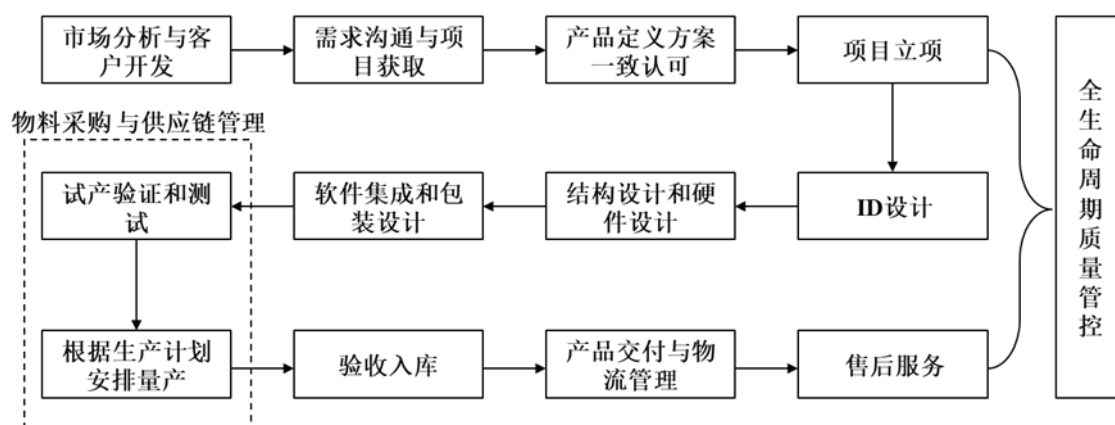 市场分析与客
户开发
需求沟通与项
目获取
产品定义方案
一致认可
项目立项
全生命周期质量管控
物料采购与供应链管理
试产验证和测
试
软件集成和包
装设计
结构设计和硬
件设计
ID设计
根据生产计划
安排量产
验收入库
产品交付与物
流管理
售后服务